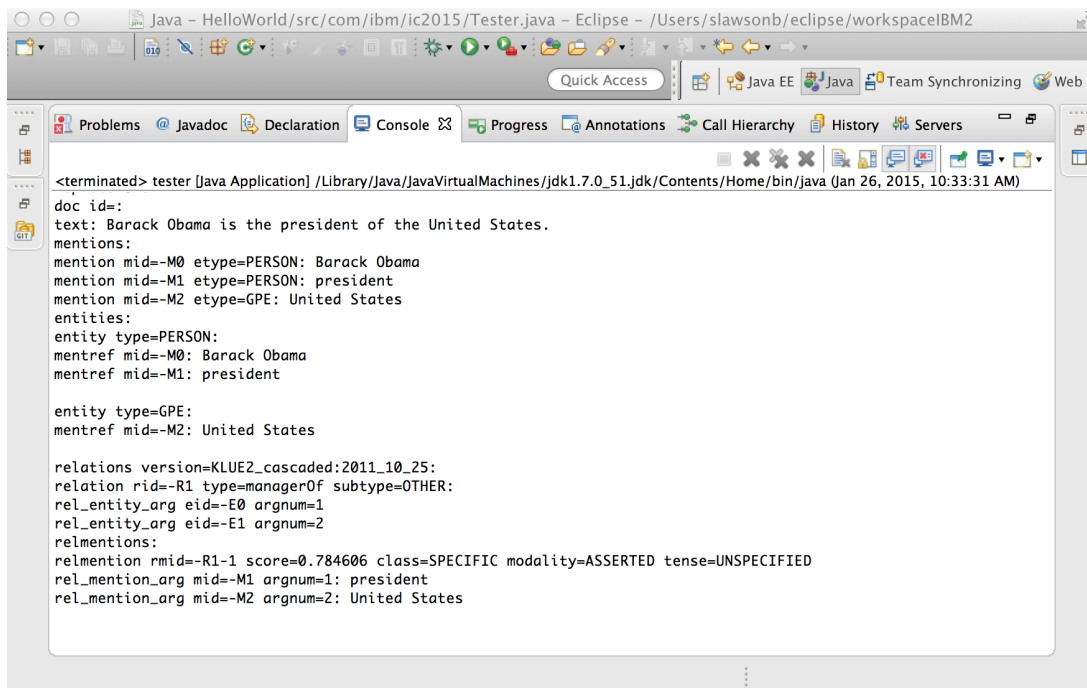 Java – HelloWorld/src/com/ibm/ic2015/Tester.java – Eclipse – /Users/slawsonb/eclipse/workspaceIBM2
Quick Access
Java EE Java Team Synchronizing Web
Problems @ Javadoc Declaration Console Progress Annotations Call Hierarchy History Servers
<terminated> tester [Java Application] /Library/Java/JavaVirtualMachines/jdk1.7.0_51.jdk/Contents/Home/bin/java (Jan 26, 2015, 10:33:31 AM)
doc id=:
text: Barack Obama is the president of the United States.
mentions:
mention mid=-M0 etype=PERSON: Barack Obama
mention mid=-M1 etype=PERSON: president
mention mid=-M2 etype=GPE: United States
entities:
entity type=PERSON:
mentref mid=-M0: Barack Obama
mentref mid=-M1: president
entity type=GPE:
mentref mid=-M2: United States
relations version=KLUE2_cascaded:2011_10_25:
relation rid=-R1 type=managerOf subtype=OTHER:
rel_entity_arg eid=-E0 argnum=1
rel_entity_arg eid=-E1 argnum=2
relmentions:
relmention rmid=-R1-1 score=0.784606 class=SPECIFIC modality=ASSERTED tense=UNSPECIFIED
rel_mention_arg mid=-M1 argnum=1: president
rel_mention_arg mid=-M2 argnum=2: United States